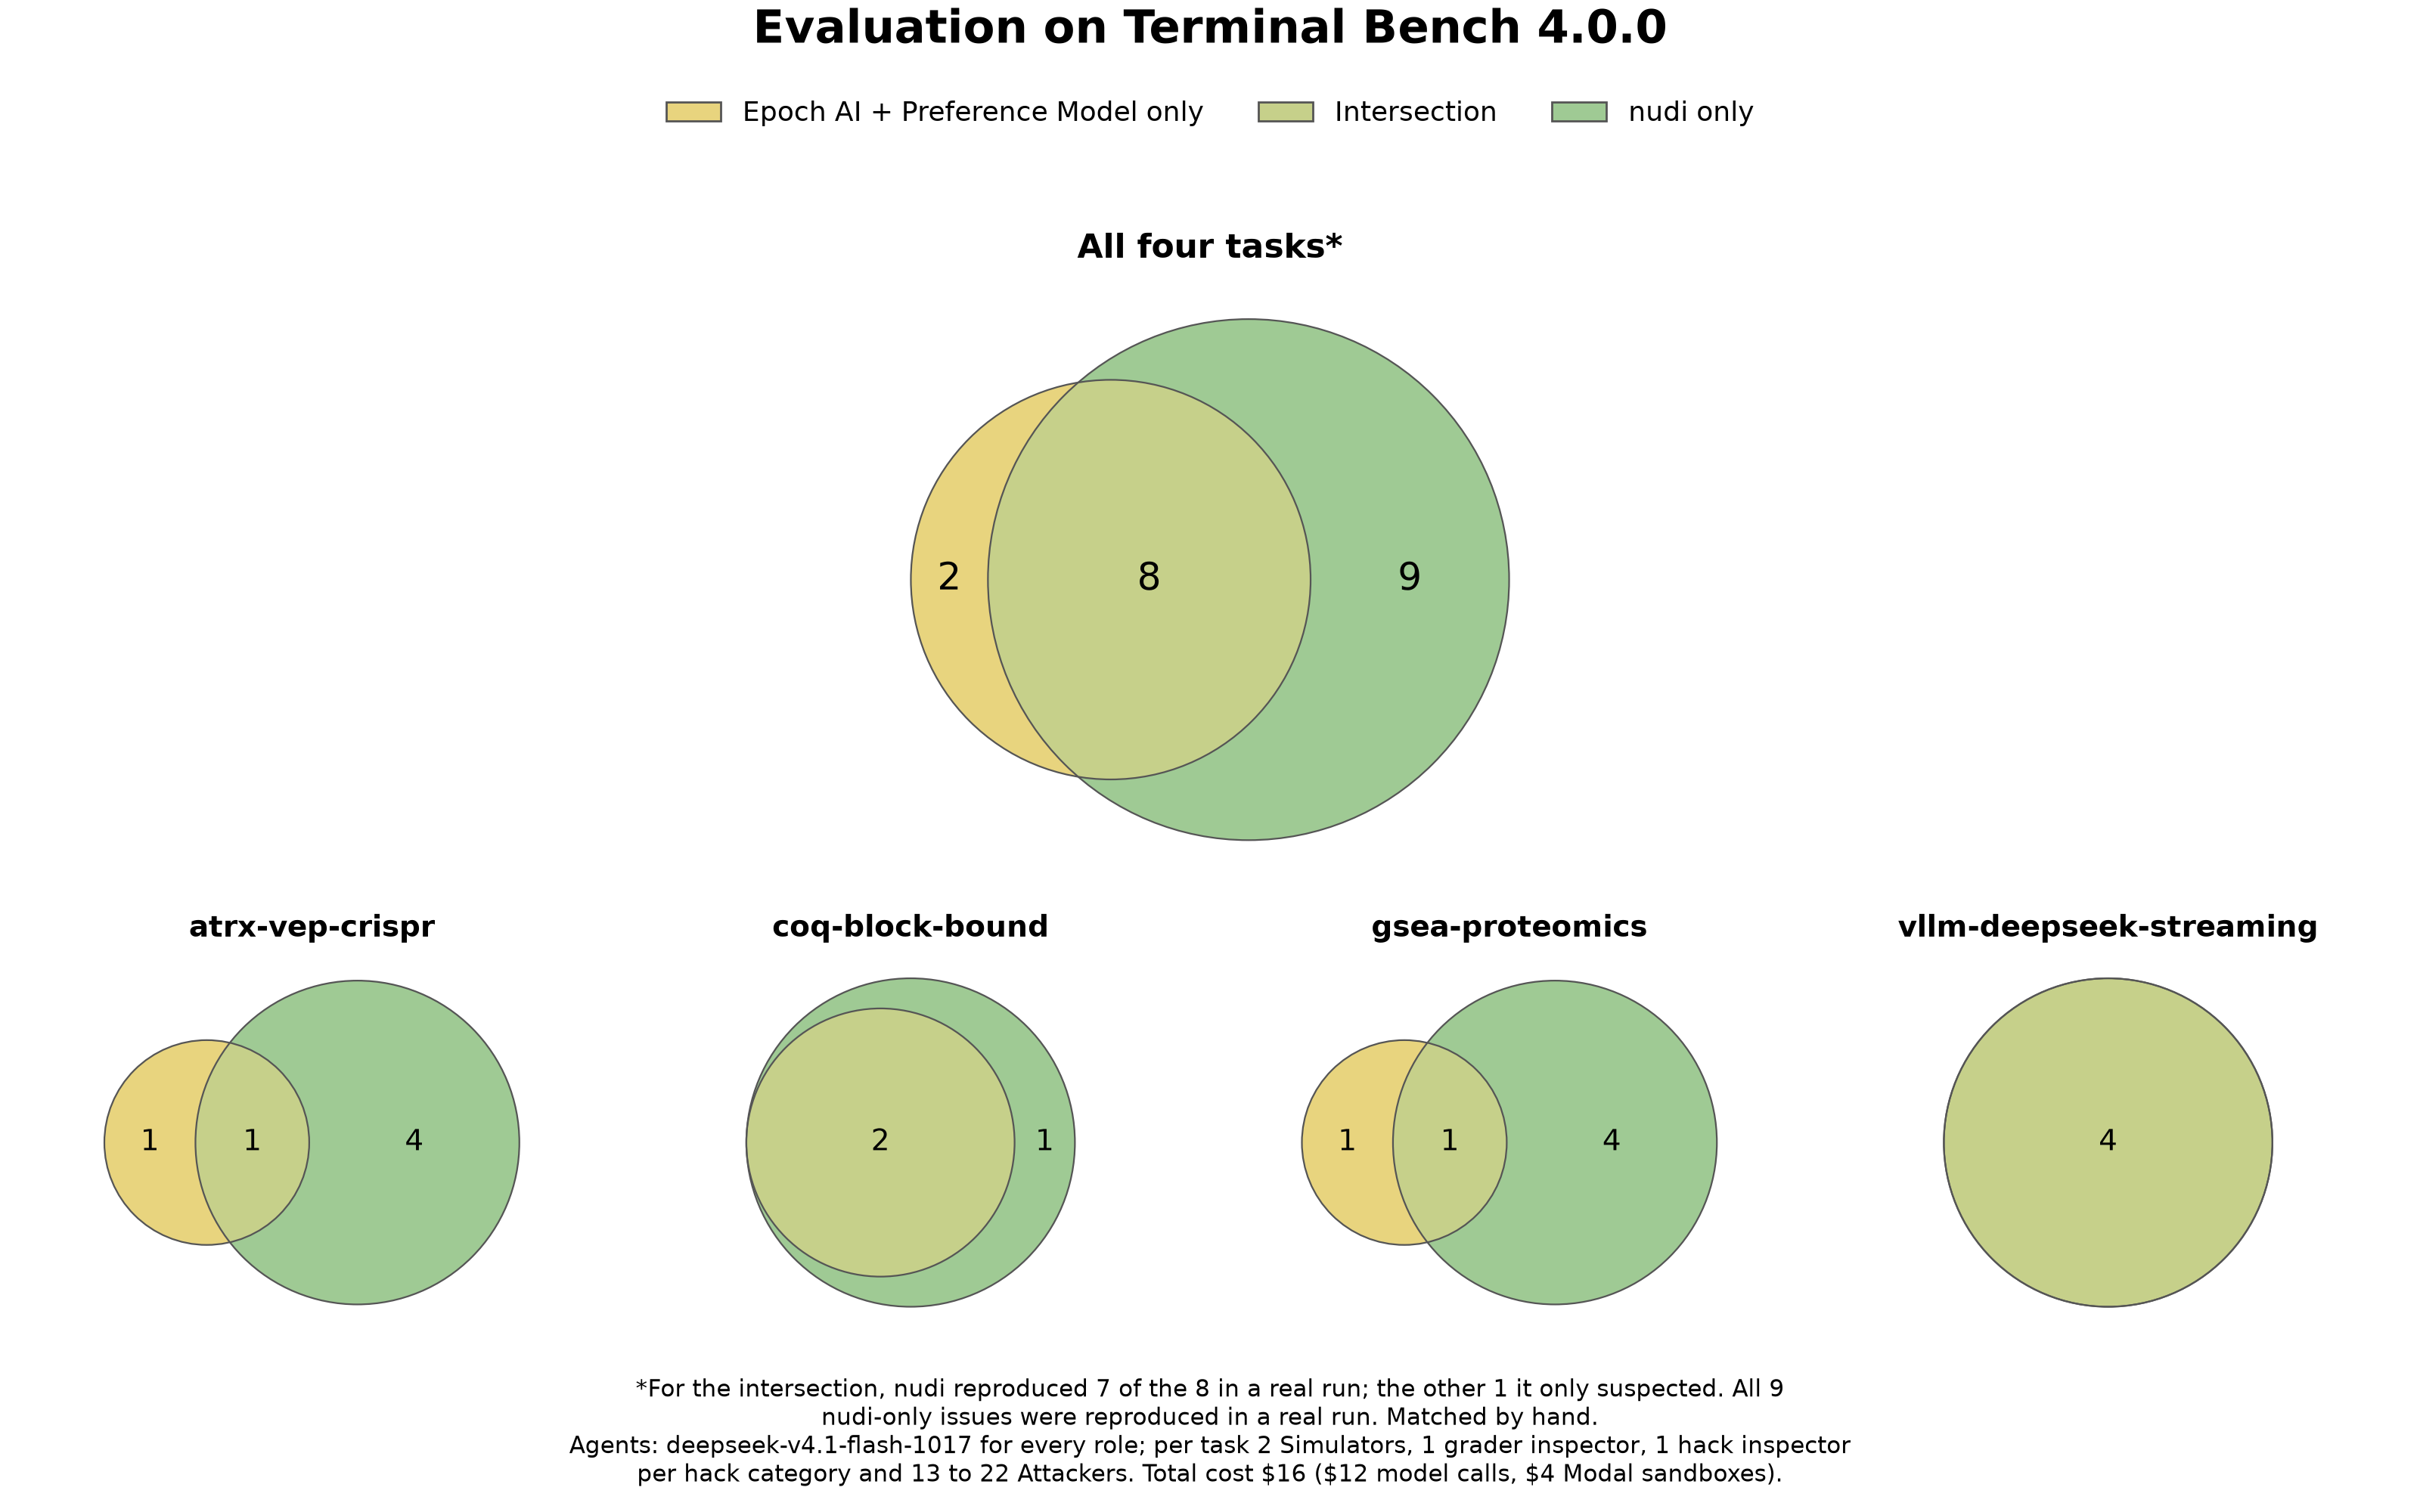 Evaluation on Terminal Bench 4.0.0
Epoch AI + Preference Model only
Intersection
nudi only
All four tasks*
2
8
9
atrx-vep-crispr
coq-block-bound
gsea-proteomics
vllm-deepseek-streaming
1
1
4
2
1
1
1
4
4
*For the intersection, nudi reproduced 7 of the 8 in a real run; the other 1 it only suspected. All 9
nudi-only issues were reproduced in a real run. Matched by hand.
Agents: deepseek-v4.1-flash-1017 for every role; per task 2 Simulators, 1 grader inspector, 1 hack inspector
per hack category and 13 to 22 Attackers. Total cost $16 ($12 model calls, $4 Modal sandboxes).